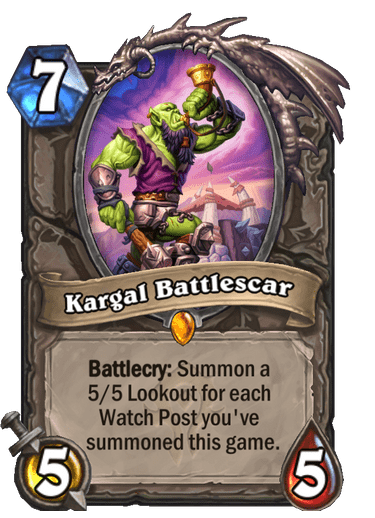 7
Kargal Battlescar
Battlecry: Summon a
5/5 Lookout for each
Watch Post you've
summoned this game.
5
5